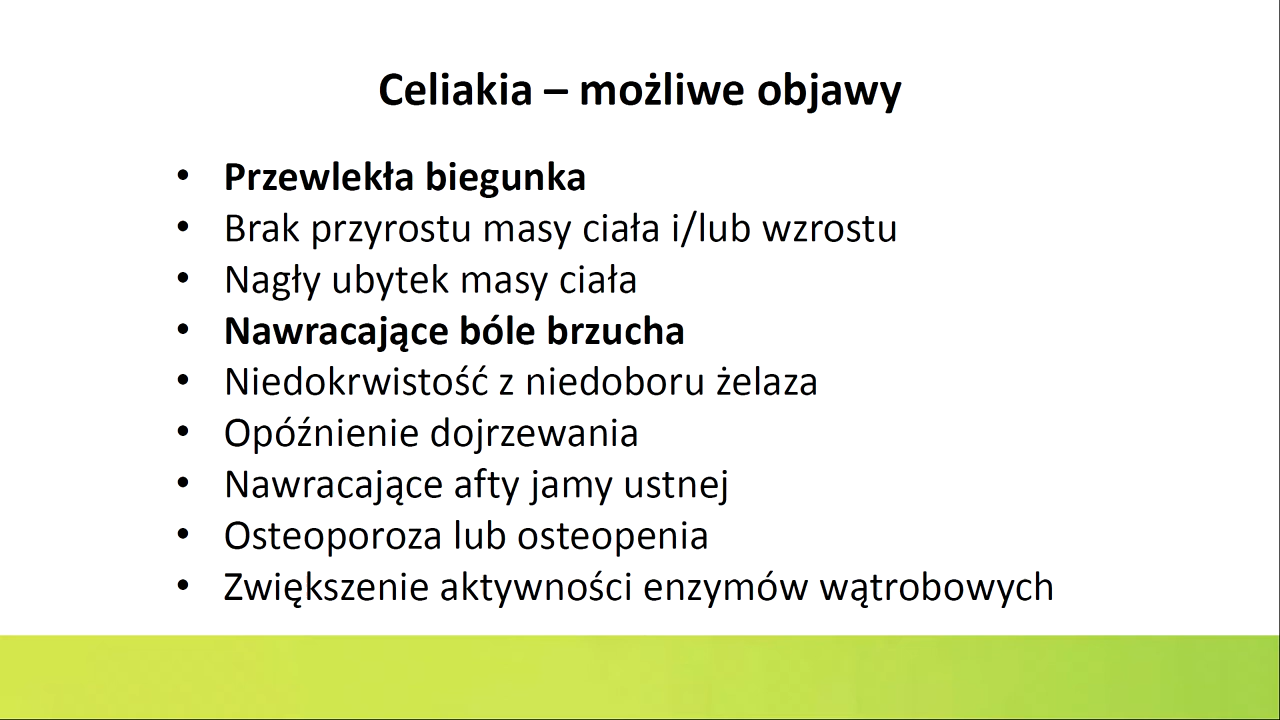 Celiakia – możliwe objawy
• Przewlekła biegunka
• Brak przyrostu masy ciała i/lub wzrostu
• Nagły ubytek masy ciała
• Nawracające bóle brzucha
• Niedokrwistość z niedoboru żelaza
• Opóźnienie dojrzewania
• Nawracające afty jamy ustnej
• Osteoporoza lub osteopenia
• Zwiększenie aktywności enzymów wątrobowych